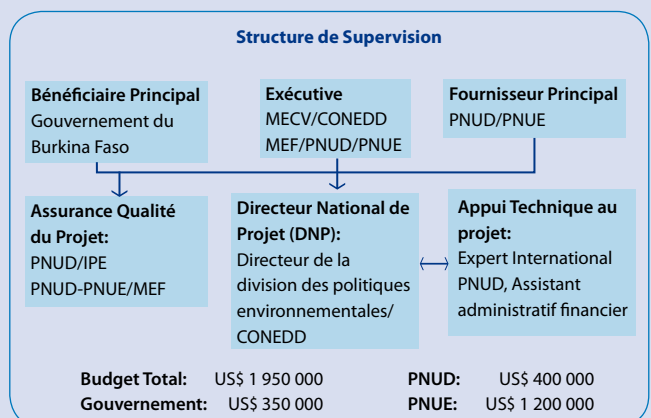 Structure de Supervision
Bénéficiaire Principal
Gouvernement du
Burkina Faso
Exécutive
MECV/CONEDD
MEF/PNUD/PNUE
Fournisseur Principal
PNUD/PNUE
Assurance Qualité
du Projet:
PNUD/IPE
PNUD-PNUE/MEF
Directeur National de
Projet (DNP):
Directeur de la
division des politiques
environnementales/
CONEDD
Appui Technique au
projet:
Expert International
PNUD, Assistant
administratif financier
Budget Total: US$ 1 950 000 PNUD: US$ 400 000
Gouvernement: US$ 350 000 PNUE: US$ 1 200 000